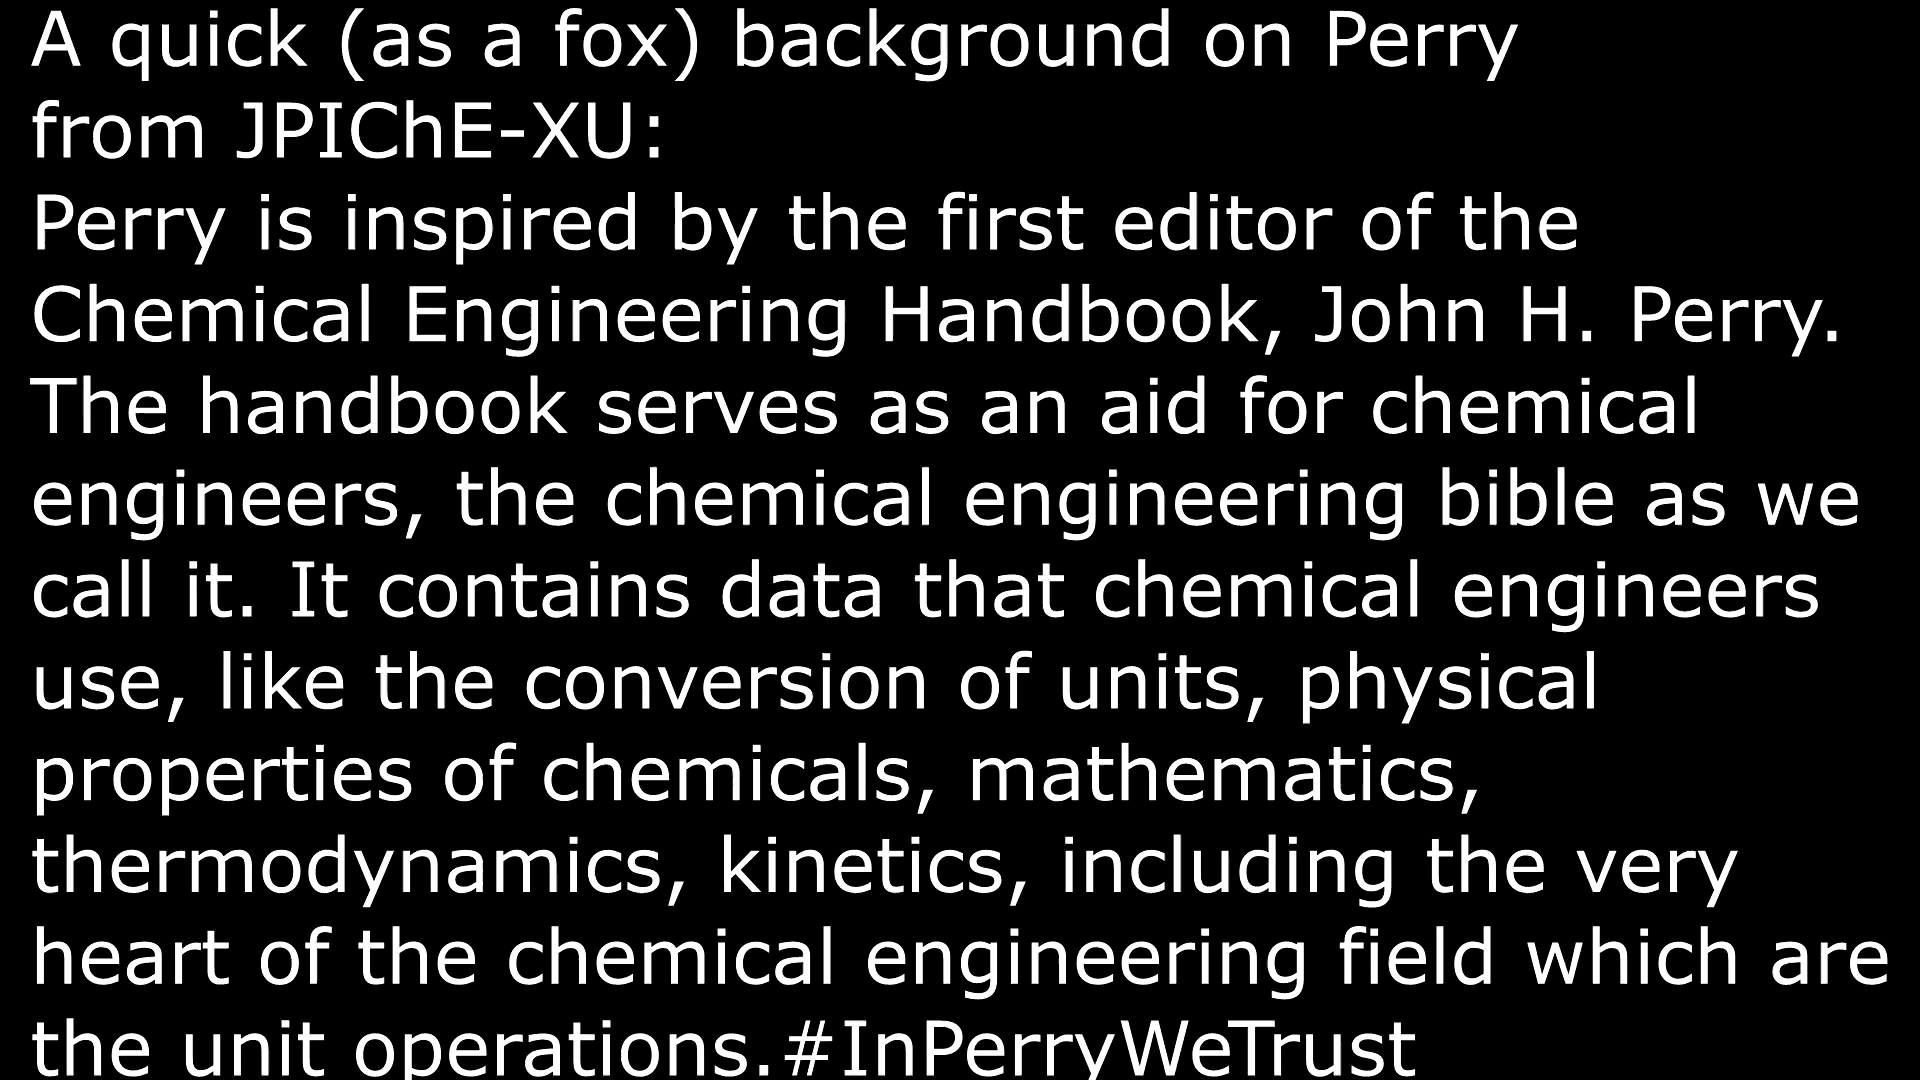 A quick (as a fox) background on Perry
from JPIChE-XU:
Perry is inspired by the first editor of the
Chemical Engineering Handbook, John H. Perry.
The handbook serves as an aid for chemical
engineers, the chemical engineering bible as we
call it. It contains data that chemical engineers
use, like the conversion of units, physical
properties of chemicals, mathematics,
thermodynamics, kinetics, including the very
heart of the chemical engineering field which are
the unit operations.#InPerryWeTrust